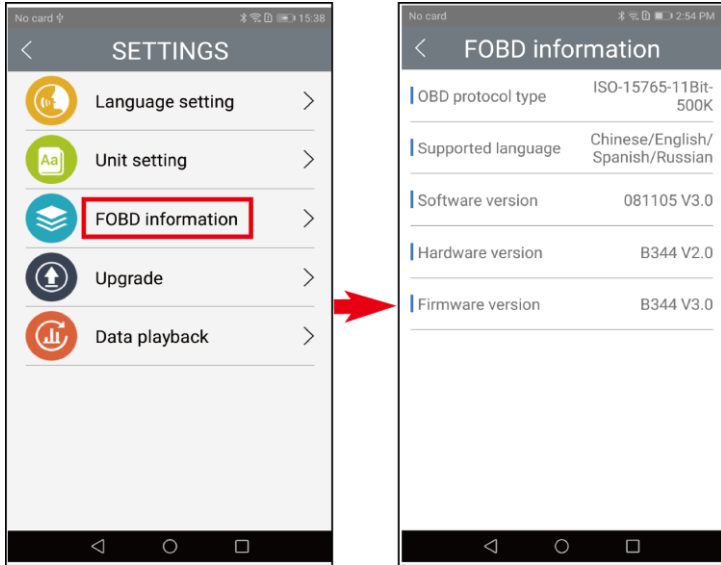 No card 15:38
SETTINGS
Language setting
Aa
Unit setting
FOBD information
Upgrade
Data playback
No card 2:54 PM
FOBD information
OBD protocol type
ISO-15765-11Bit-
500K
Supported language
Chinese/English/
Spanish/Russian
Software version 081105 V3.0
Hardware version B344 V2.0
Firmware version B344 V3.0